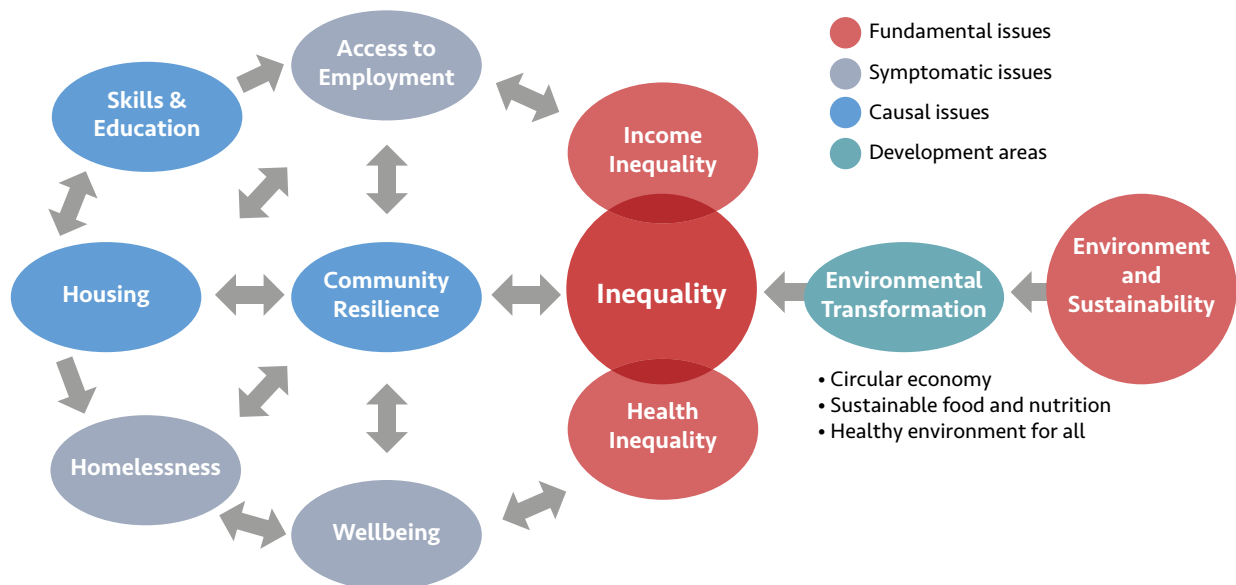 Access to
Employment
Skills &
Education
Housing
Community
Resilience
Homelessness
Wellbeing
Income
Inequality
Inequality
Health
Inequality
Fundamental issues
Symptomatic issues
Causal issues
Development areas
Environmental
Transformation
Environment
and
Sustainability
• Circular economy
• Sustainable food and nutrition
• Healthy environment for all